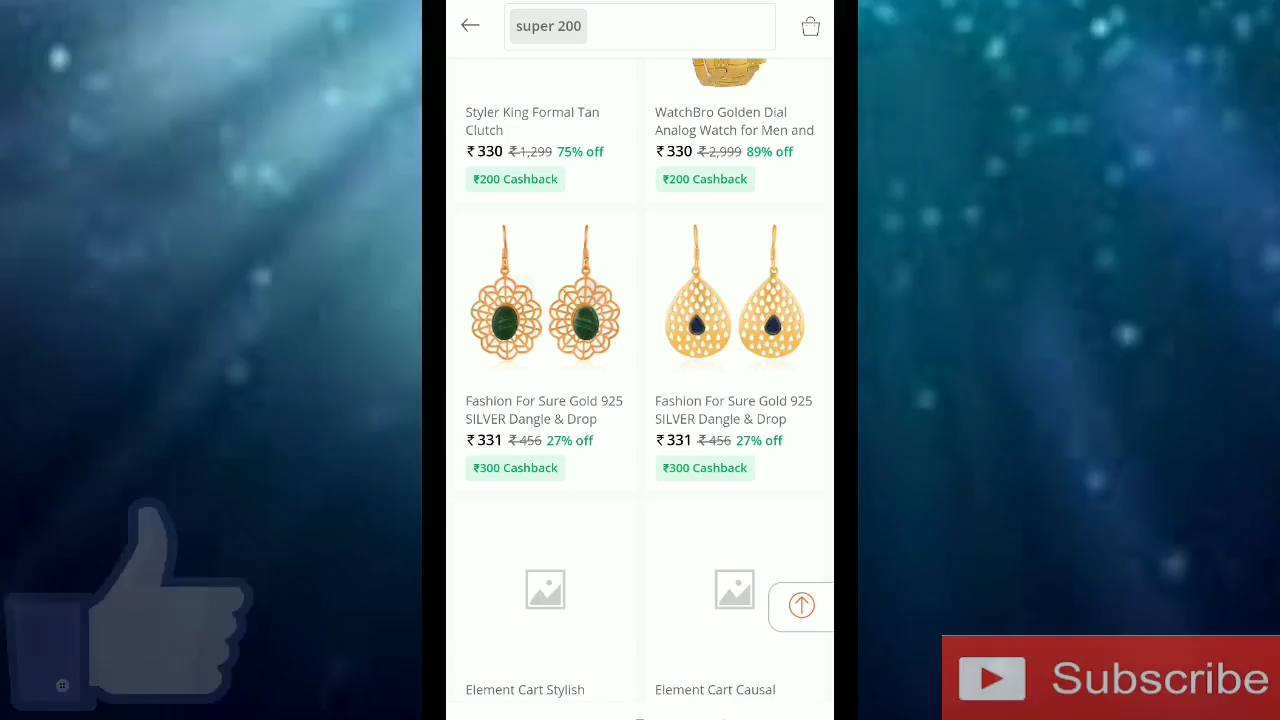 super 200
Styler King Formal Tan
Clutch
₹330 ₹1,299 75% off
₹200 Cashback
WatchBro Golden Dial
Analog Watch for Men and
₹330 ₹2,999 89% off
₹200 Cashback
Fashion For Sure Gold 925
SILVER Dangle & Drop
₹331 ₹456 27% off
₹300 Cashback
Fashion For Sure Gold 925
SILVER Dangle & Drop
₹331 ₹456 27% off
₹300 Cashback
Element Cart Stylish
Element Cart Causal
Subscribe